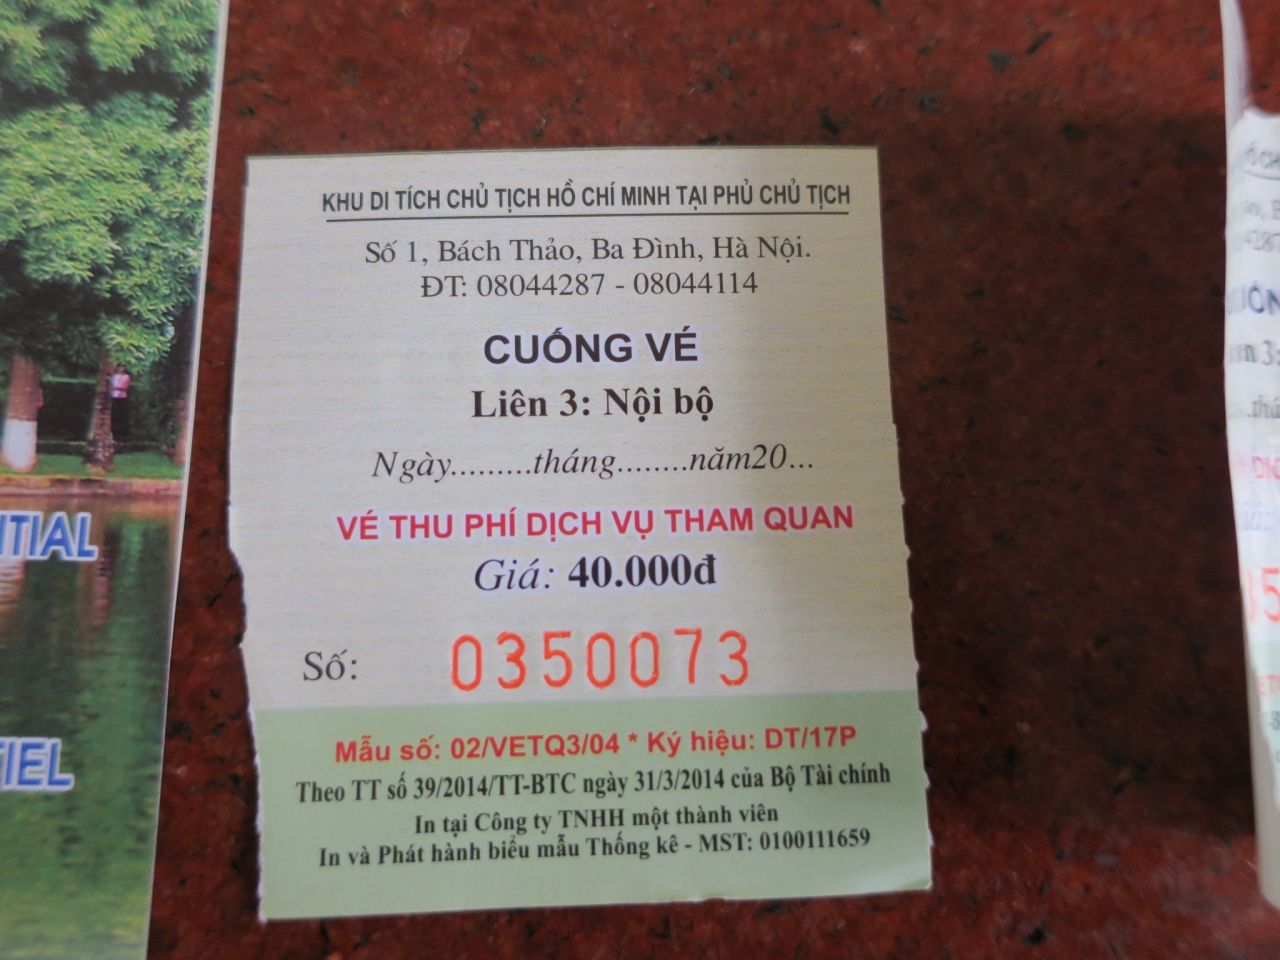 KHU DI TÍCH CHỦ TỊCH HỒ CHÍ MINH TẠI PHỦ CHỦ TỊCH
Số 1, Bách Thảo, Ba Đình, Hà Nội.
ĐT: 08044287 - 08044114
CUỐNG VÉ
Liên 3: Nội bộ
Ngày.........tháng........năm20...
VÉ THU PHÍ DỊCH VỤ THAM QUAN
Giá: 40.000đ
Số: 0350073
Mẫu số: 02/VETQ3/04 * Ký hiệu: DT/17P
Theo TT số 39/2014/TT-BTC ngày 31/3/2014 của Bộ Tài chính
In tại Công ty TNHH một thành viên
In và Phát hành biểu mẫu Thống kê - MST: 0100111659
NTIAL
TIEL